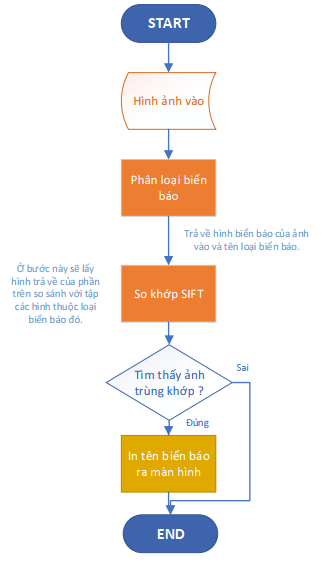 START
Hình ảnh vào
Phân loại biển
báo
Trả về hình biển báo của ảnh
vào và tên loại biển báo.
Ở bước này sẽ lấy
hình trả về của phần
trên so sánh với tập
các hình thuộc loại
biển báo đó.
So khớp SIFT
Tìm thấy ảnh
trùng khớp ?
Sai
Đúng
In tên biển báo
ra màn hình
END